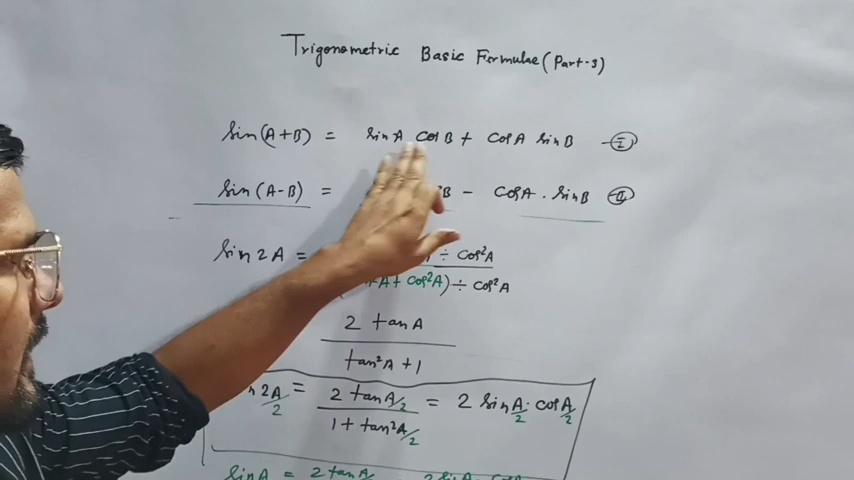 Trigonometric Basic Formulae (Part-3)
sin(A+B) = sinA cosB + cosA sinB — I
sin(A-B) = B - cosA . sinB II
sin 2A = ÷ cos²A
A + cos²A) ÷ cos²A
2 tanA
tan²A + 1
2A/2 = 2 tanA/2 = 2 sinA/2 . cosA/2
1 + tan²A/2
sinA = 2 tanA/